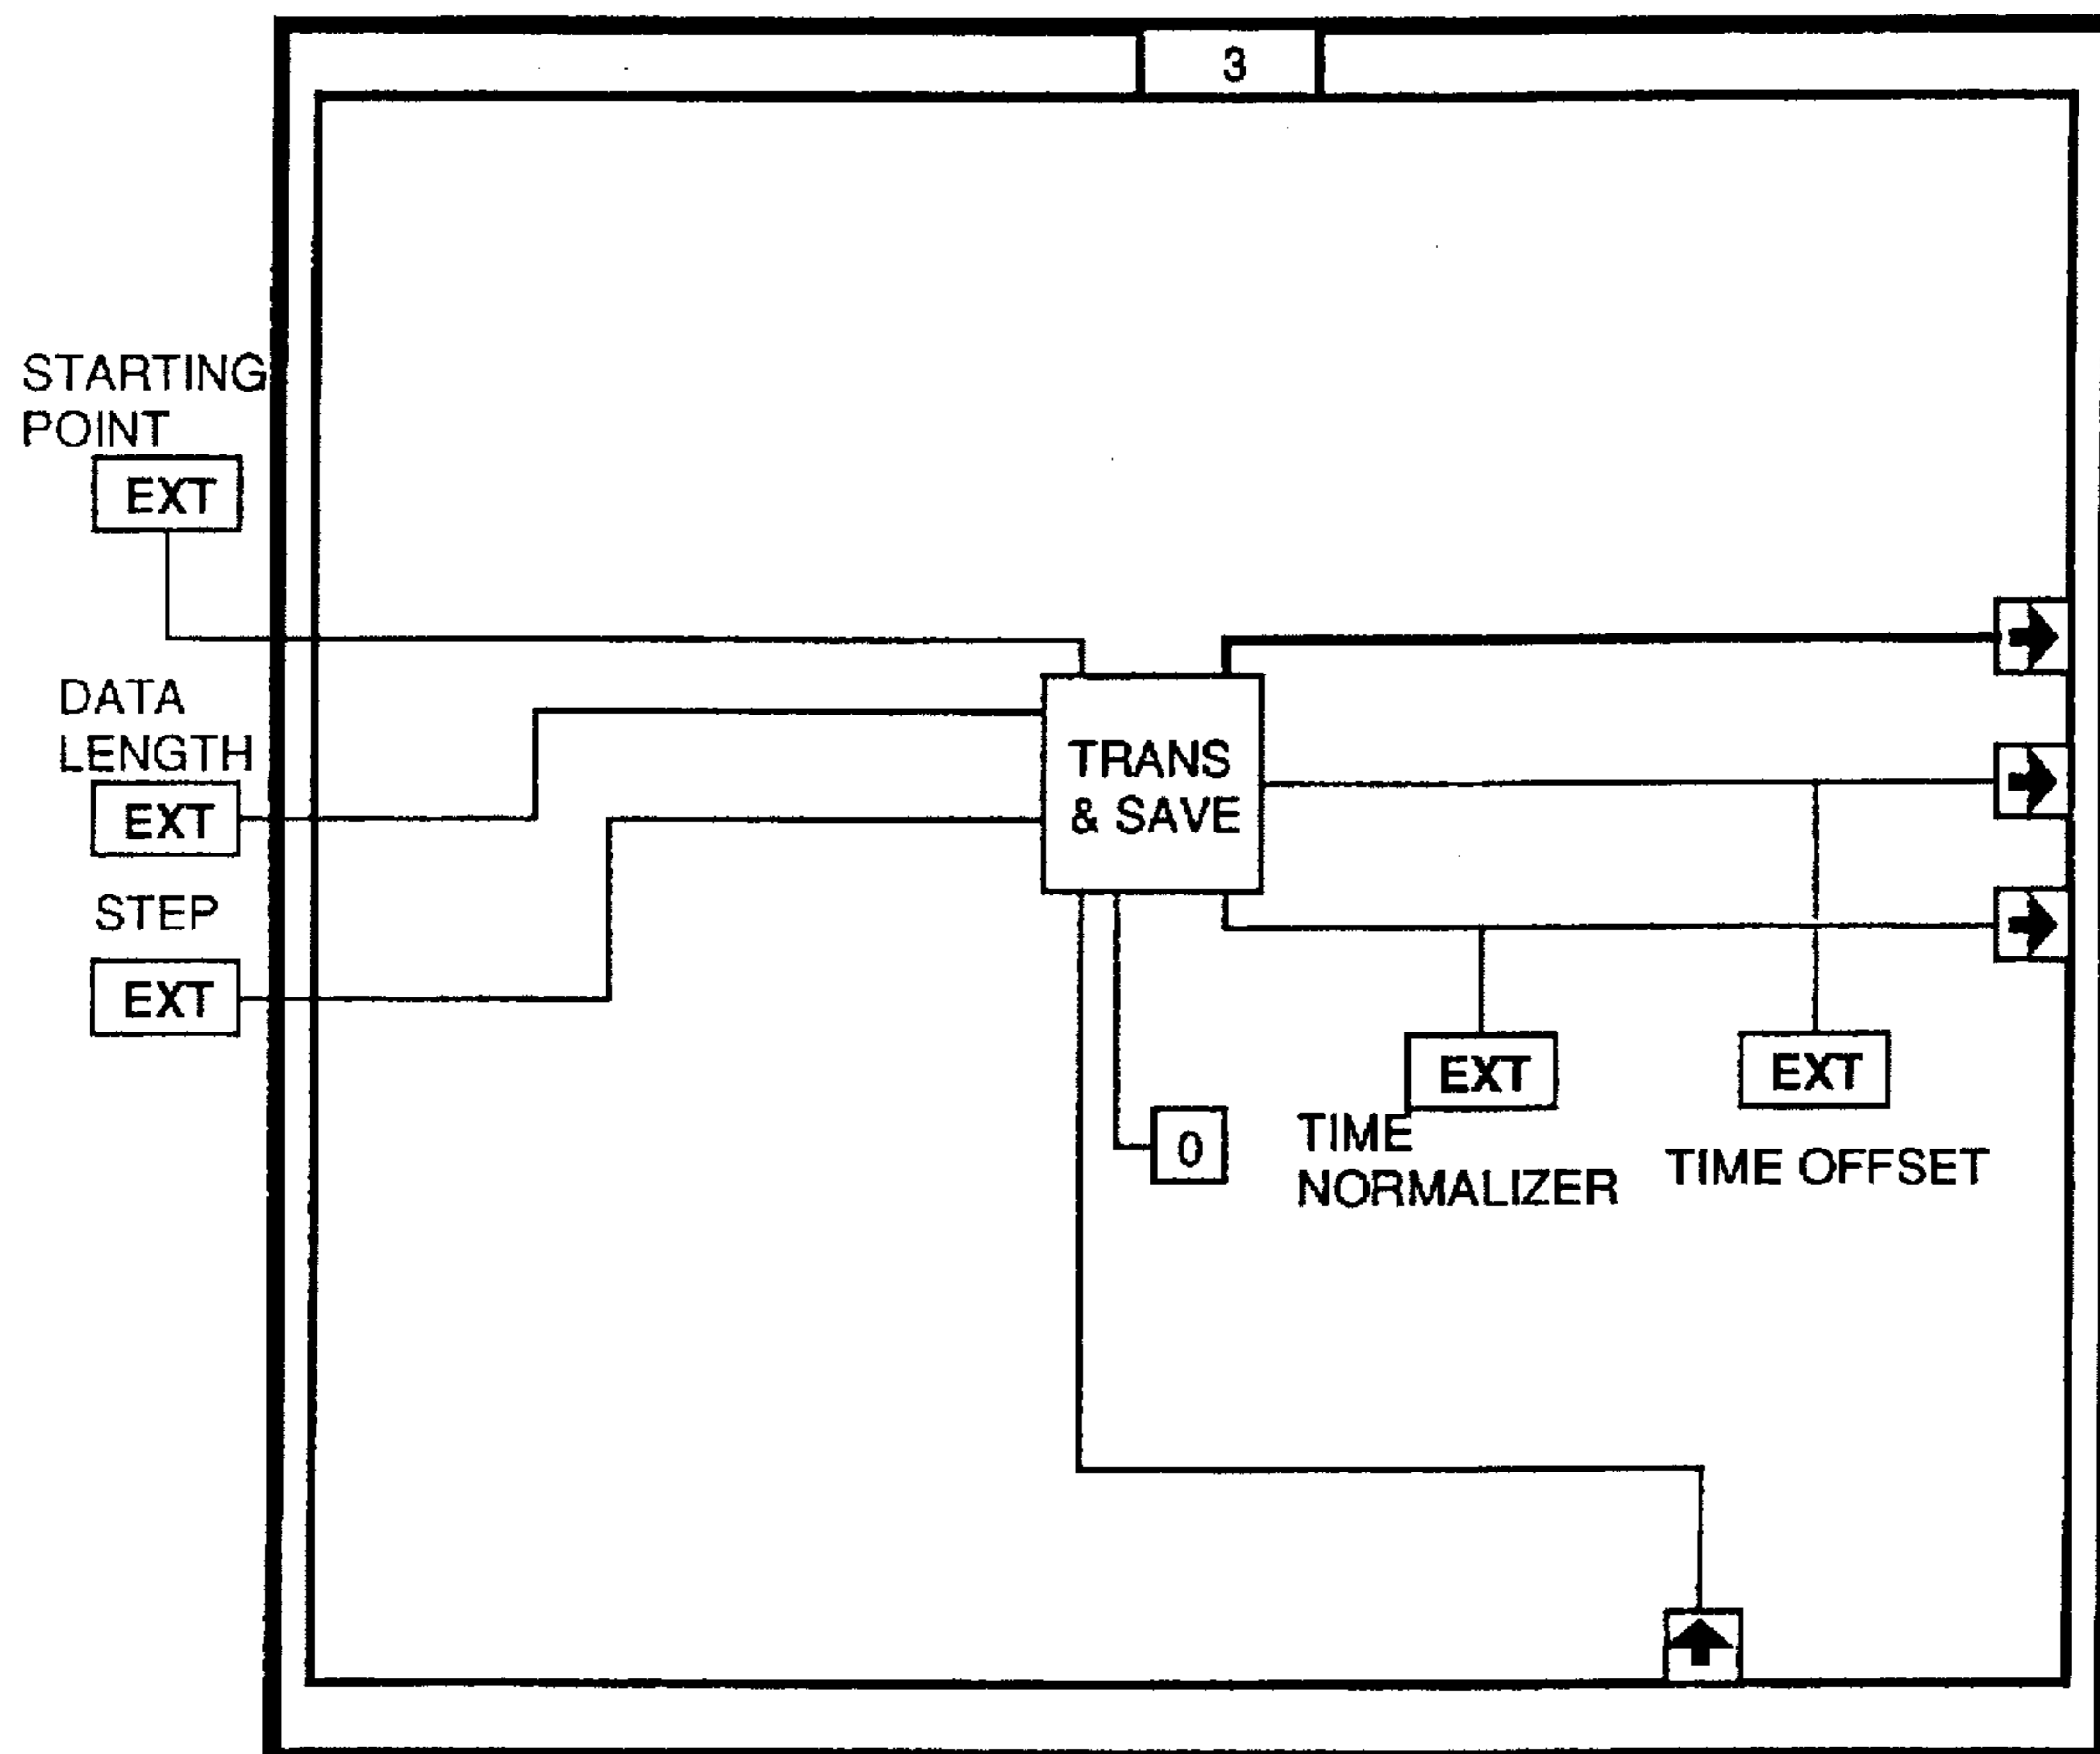 3
STARTING
POINT
EXT
DATA
LENGTH
EXT
STEP
EXT
TRANS
& SAVE
0
EXT
TIME
NORMALIZER
EXT
TIME OFFSET